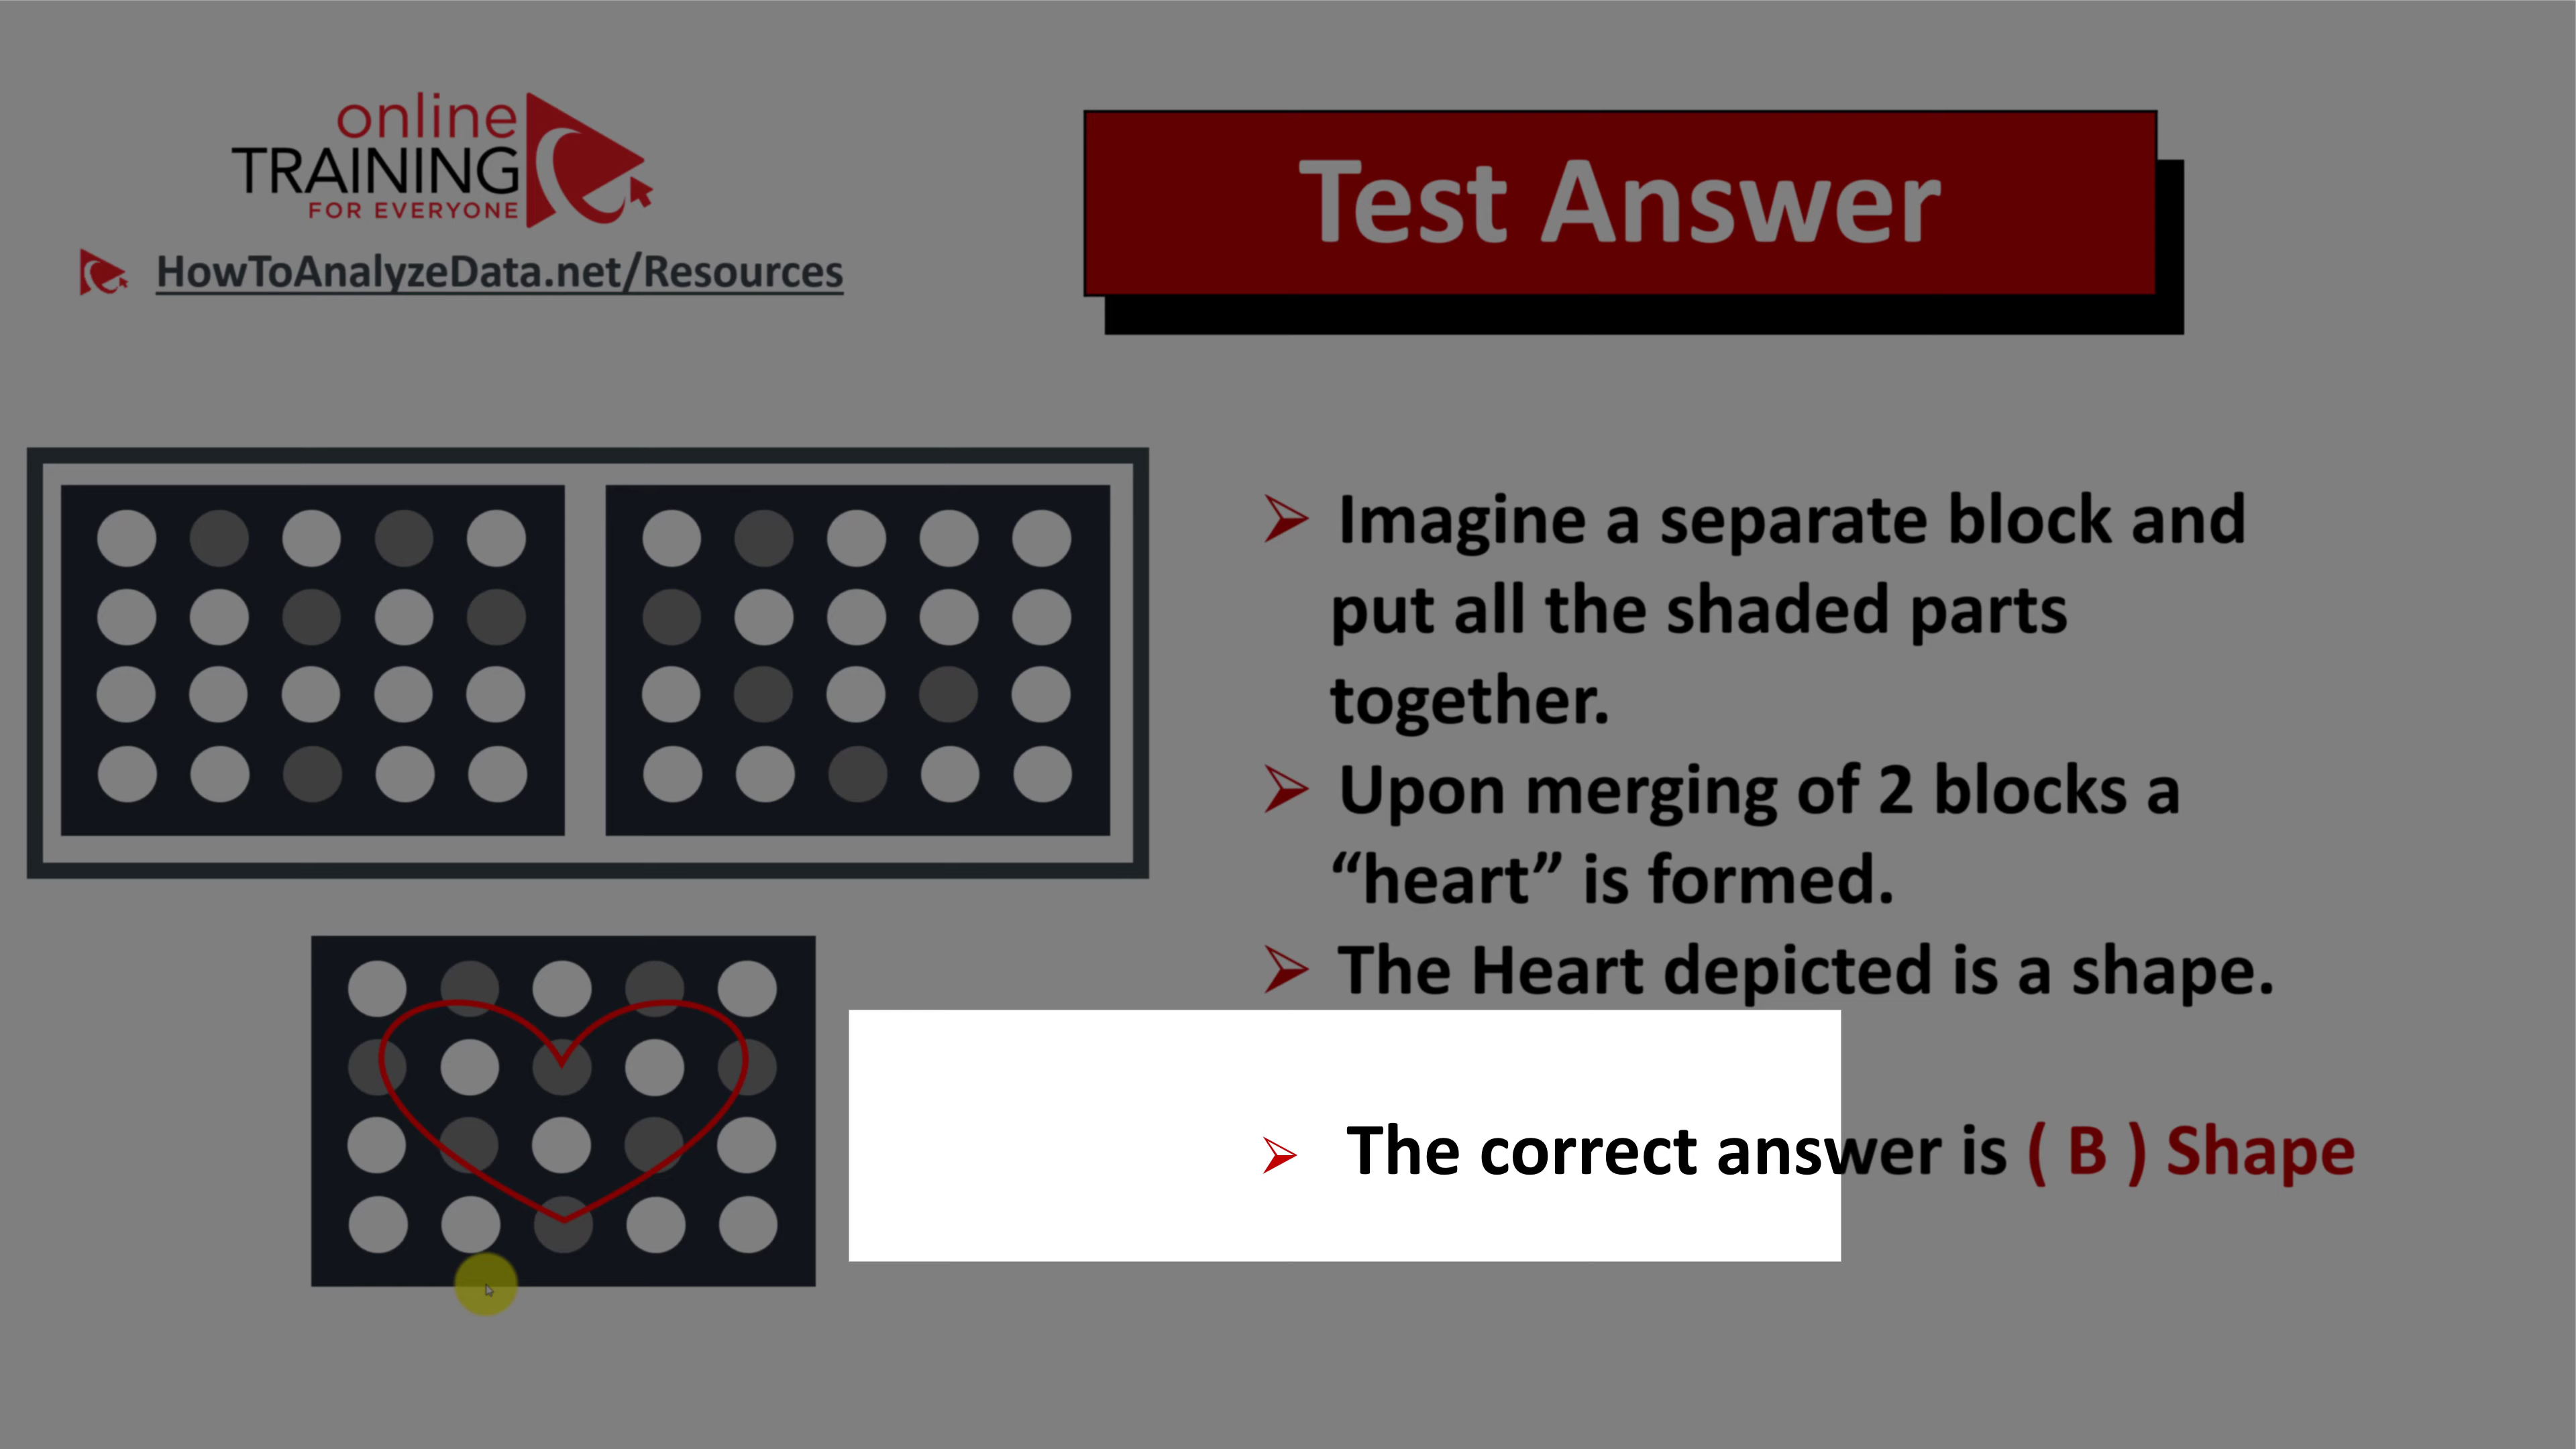 online
TRAINING
FOR EVERYONE
HowToAnalyzeData.net/Resources
Test Answer
Imagine a separate block and
put all the shaded parts
together.
Upon merging of 2 blocks a
“heart” is formed.
The Heart depicted is a shape.
The correct answer is ( B ) Shape